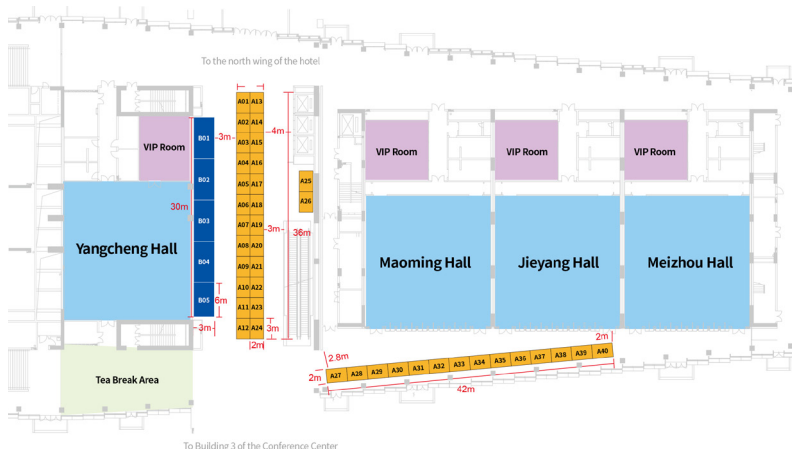 To the north wing of the hotel
A01 A13
A02 A14
A03 A15
A04 A16
A05 A17
A06 A18
A07 A19
A08 A20
A09 A21
A10 A22
A11 A23
A12 A24
3m
4m
3m
36m
3m
2m
B01
B02
B03
B04
B05
30m
6m
3m
A25
A26
VIP Room
Yangcheng Hall
Tea Break Area
VIP Room
VIP Room
VIP Room
Maoming Hall
Jieyang Hall
Meizhou Hall
2.8m
2m
2m
A27 A28 A29 A30 A31 A32 A33 A34 A35 A36 A37 A38 A39 A40
42m
To Building 3 of the Conference Center